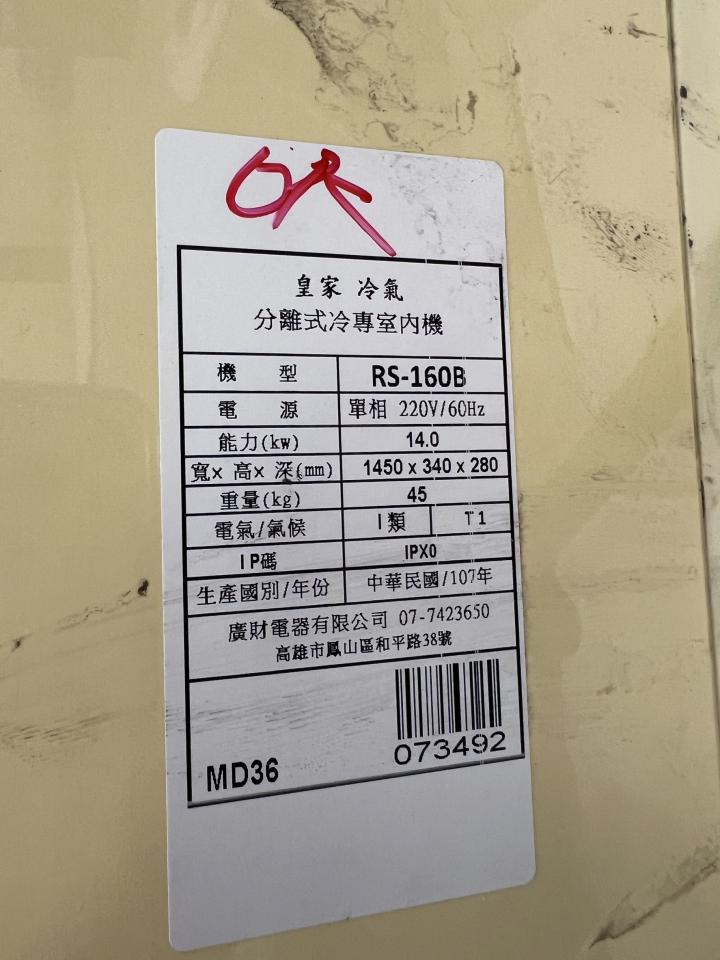 OK
皇家 冷氣
分離式冷專室內機
機 型 RS-160B
電 源 單相 220V/60Hz
能力(kw) 14.0
寬x 高x 深(mm) 1450 x 340 x 280
重量(kg) 45
電氣/氣候 I類 T1
IP碼 IPX0
生產國別/年份 中華民國/107年
廣財電器有限公司 07-7423650
高雄市鳳山區和平路38號
MD36 073492